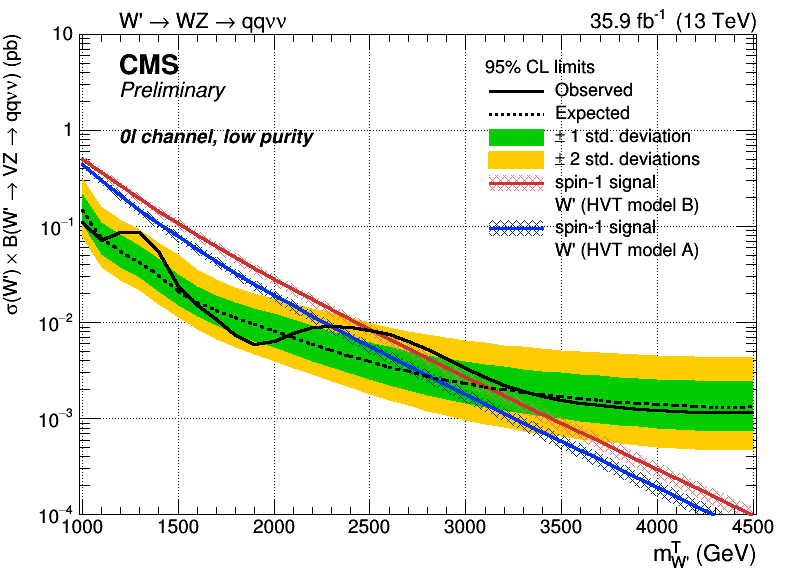 W' → WZ → qqνν 35.9 fb⁻¹ (13 TeV)
σ(W') × B(W' → VZ → qqνν) (pb)
CMS
Preliminary
0l channel, low purity
95% CL limits
Observed
Expected
± 1 std. deviation
± 2 std. deviations
spin-1 signal
W' (HVT model B)
spin-1 signal
W' (HVT model A)
10
1
10⁻¹
10⁻²
10⁻³
10⁻⁴
1000 1500 2000 2500 3000 3500 4000 4500
m^T_W' (GeV)